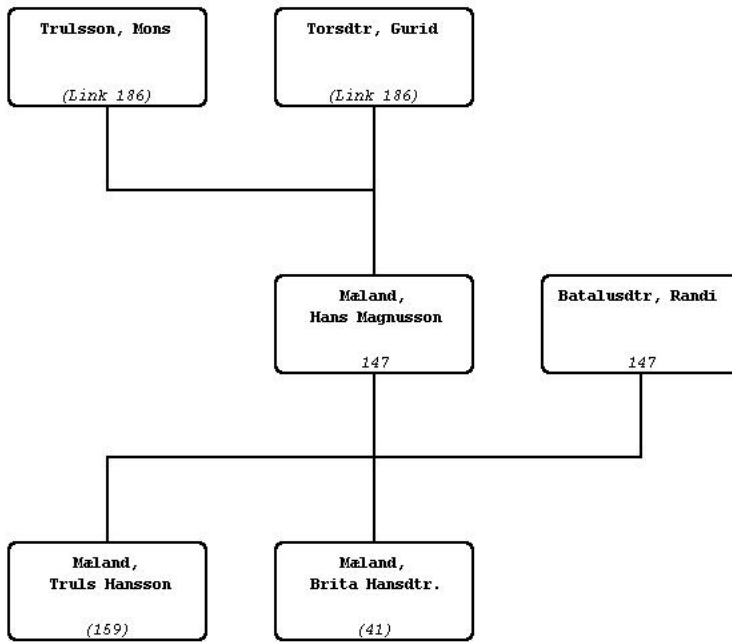 Trulsson, Mons
(Link 186)
Torsdtr, Gurid
(Link 186)
Mæland,
Hans Magnusson
147
Batalusdtr, Randi
147
Mæland,
Truls Hansson
(159)
Mæland,
Brita Hansdtr.
(41)